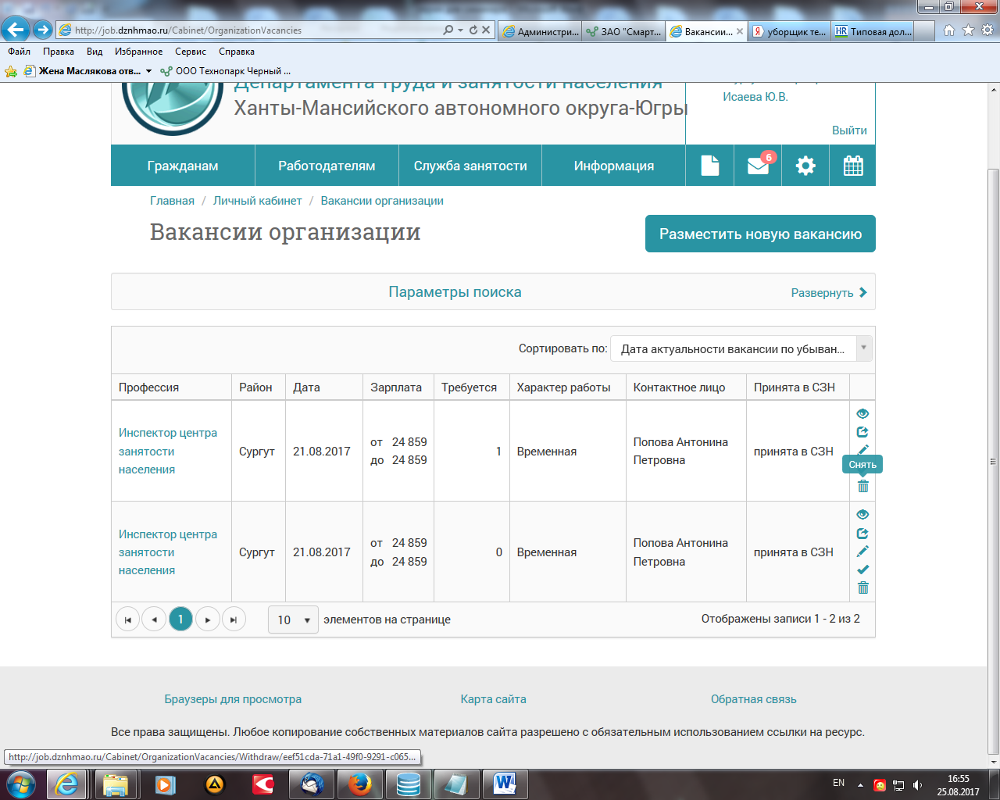 http://job.dznhmao.ru/Cabinet/OrganizationVacancies
Администри...
ЗАО "Смарт...
Вакансии...
уборщик те...
Типовая дол...
Файл Правка Вид Избранное Сервис Справка
Жена Маслякова отв...
ООО Технопарк Черный ...
Департамента труда и занятости населения
Ханты-Мансийского автономного округа-Югры
Исаева Ю.В.
Выйти
Гражданам Работодателям Служба занятости Информация 6
Главная / Личный кабинет / Вакансии организации
Вакансии организации
Разместить новую вакансию
Параметры поиска
Развернуть
Сортировать по: Дата актуальности вакансии по убыван...
Профессия Район Дата Зарплата Требуется Характер работы Контактное лицо Принята в СЗН
Инспектор центра
занятости
населения
Сургут
21.08.2017
от 24 859
до 24 859
1
Временная
Попова Антонина
Петровна
принята в СЗН
Снять
Инспектор центра
занятости
населения
Сургут
21.08.2017
от 24 859
до 24 859
0
Временная
Попова Антонина
Петровна
принята в СЗН
1 10 элементов на странице Отображены записи 1 - 2 из 2
Браузеры для просмотра Карта сайта Обратная связь
Все права защищены. Любое копирование собственных материалов сайта разрешено с обязательным использованием ссылки на ресурс.
http://job.dznhmao.ru/Cabinet/OrganizationVacancies/Withdraw/eef51cda-71a1-49f0-9291-c065...
EN
16:55
25.08.2017